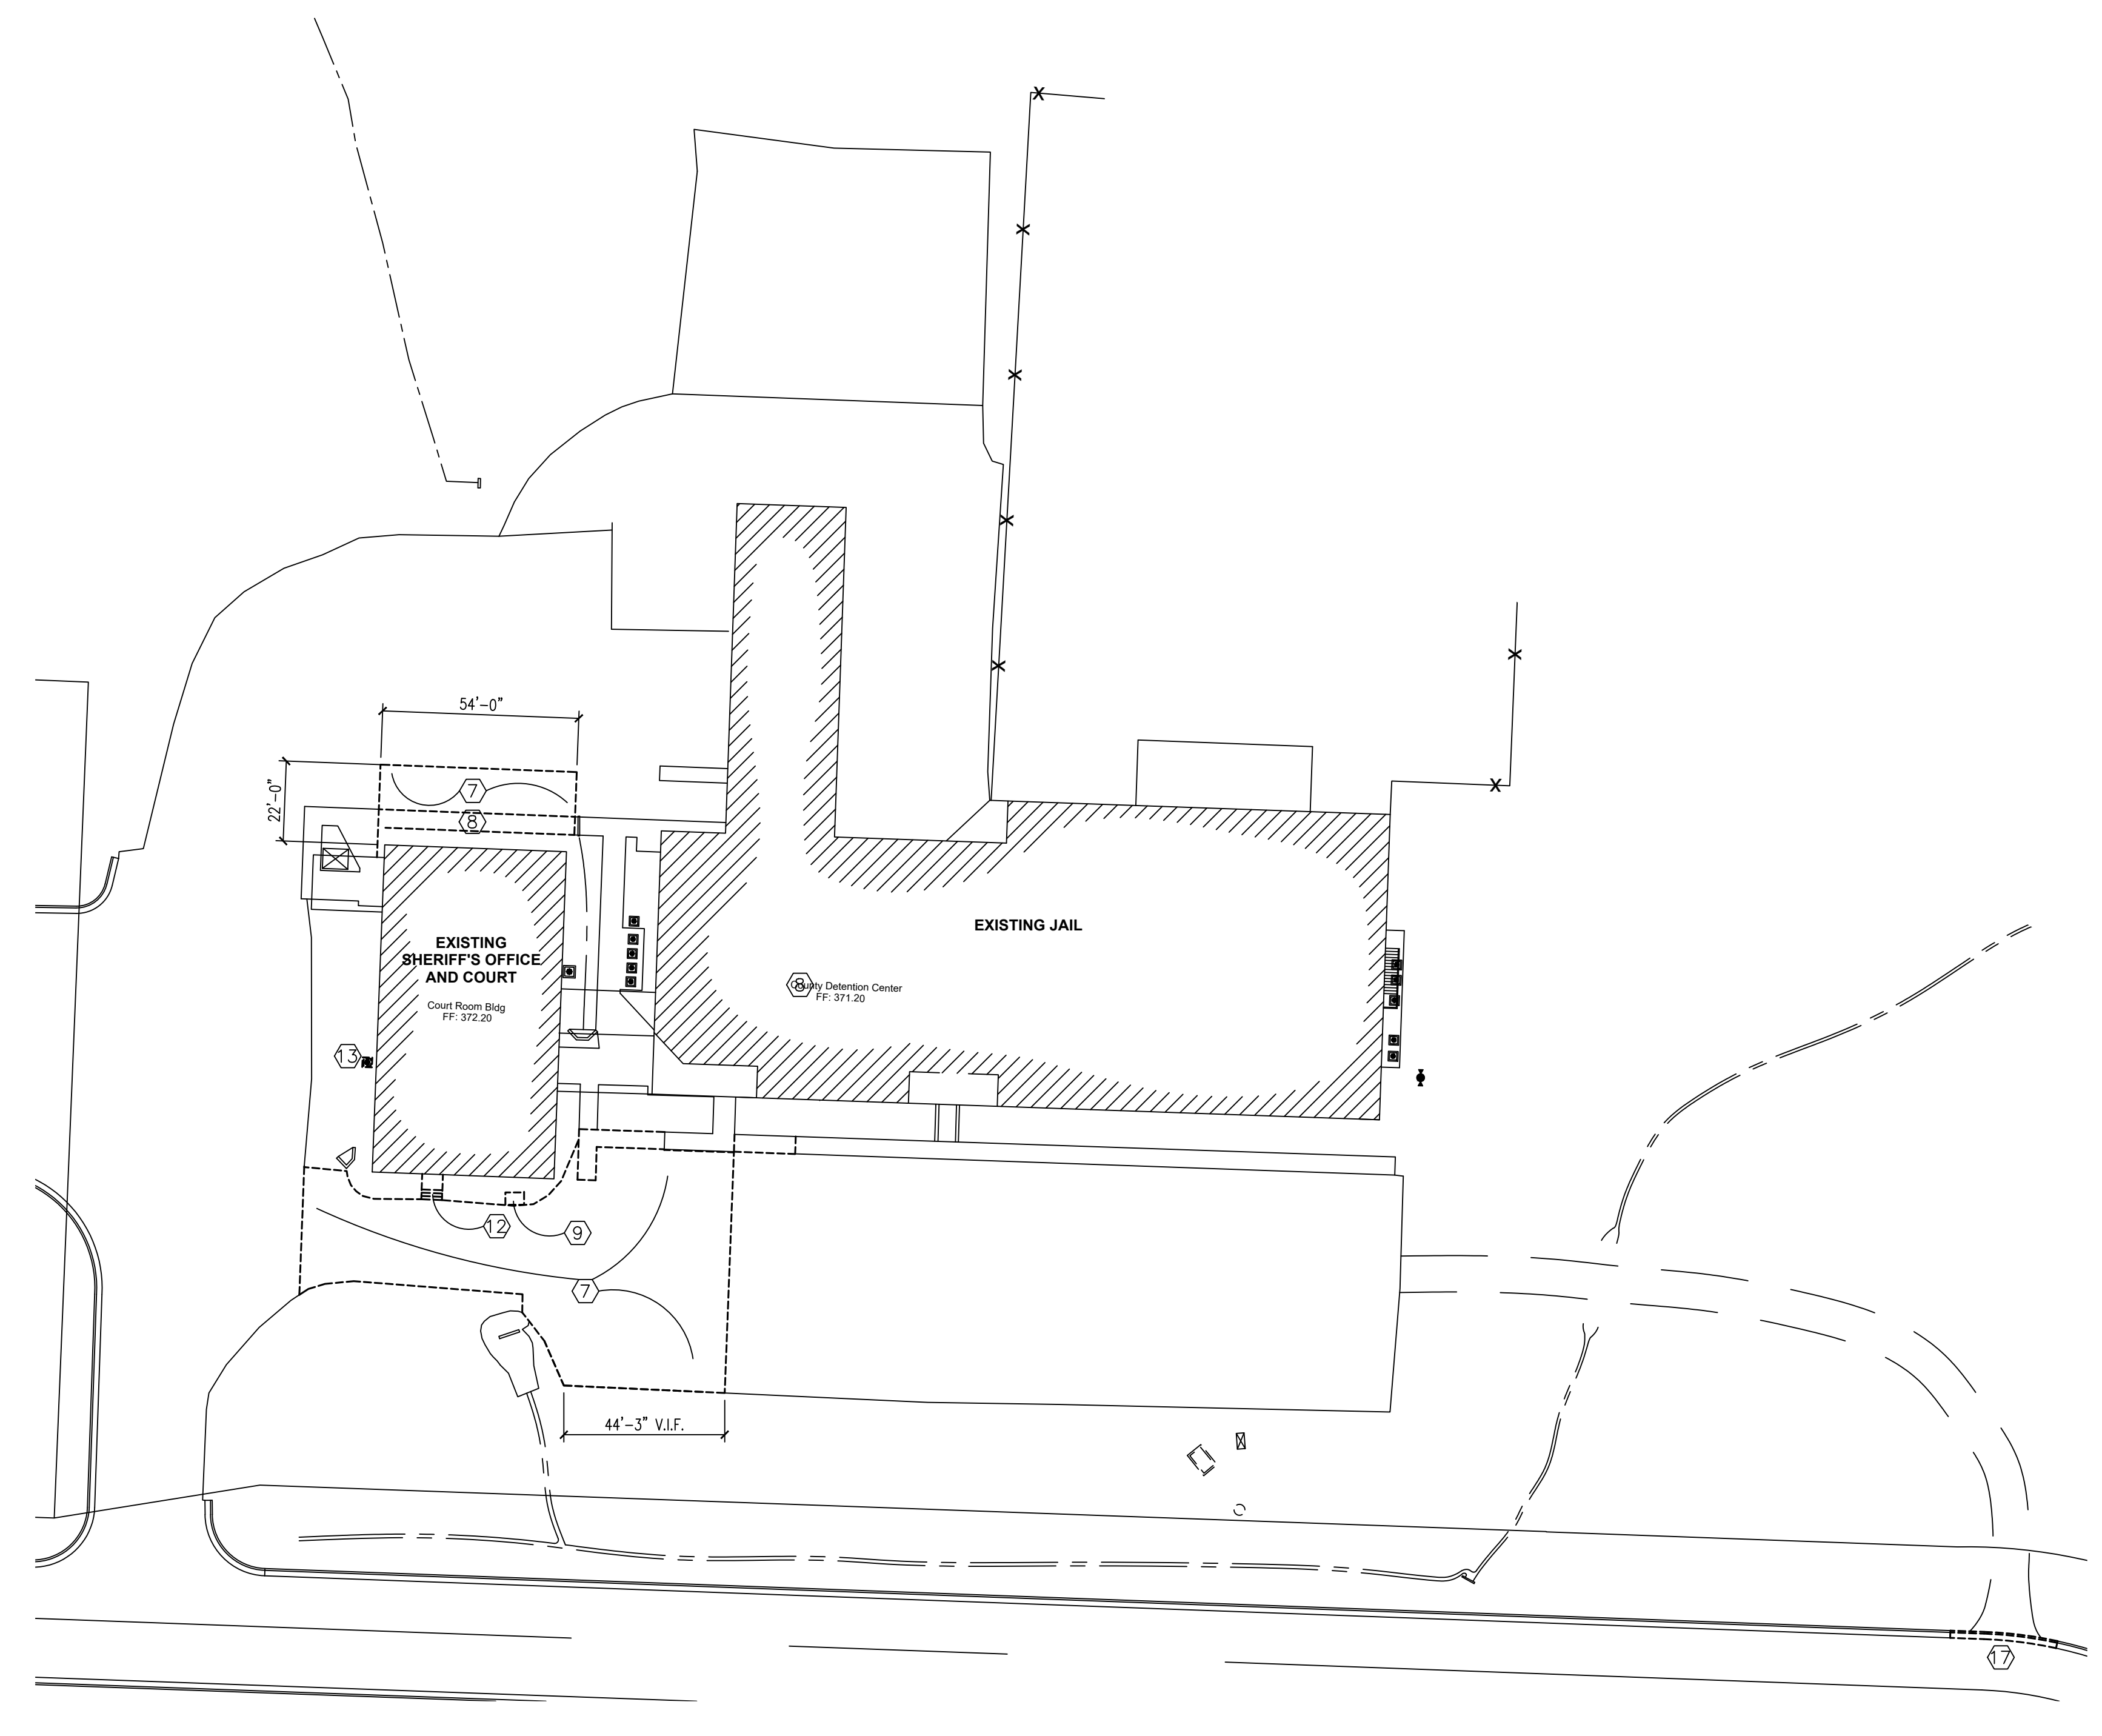 X
X
X
X
X
X
X
X
54'-0"
22'-0"
7
8
EXISTING
SHERIFF'S OFFICE
AND COURT
Court Room Bldg
FF: 372.20
EXISTING JAIL
8
County Detention Center
FF: 371.20
13
12
9
7
44'-3" V.I.F.
17